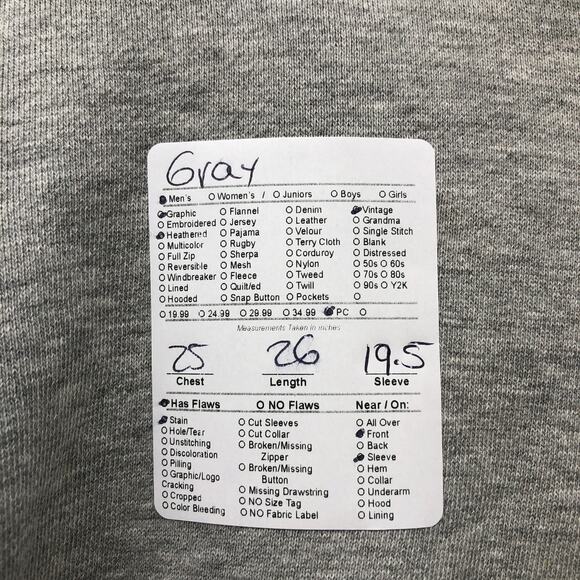 Gray
Men's O Women's / O Juniors O Boys O Girls
Graphic O Flannel O Denim Vintage
O Embroidered O Jersey O Leather O Grandma
Heathered O Pajama O Velour O Single Stitch
O Multicolor O Rugby O Terry Cloth O Blank
O Full Zip O Sherpa O Corduroy O Distressed
O Reversible O Mesh O Nylon O 50s O 60s
O Windbreaker O Fleece O Tweed O 70s O 80s
O Lined O Quilted O Twill O 90s O Y2K
O Hooded O Snap Button O Pockets O
O 19.99 O 24.99 O 29.99 O 34.99 PC O
Measurements Taken in inches
25 26 19.5
Chest Length Sleeve
Has Flaws O NO Flaws Near / On:
Stain O Cut Sleeves O All Over
O Hole/Tear O Cut Collar Front
O Unstitching O Broken/Missing O Back
O Discoloration Zipper Sleeve
O Pilling O Broken/Missing O Hem
O Graphic/Logo Button O Collar
Cracking O Missing Drawstring O Underarm
O Cropped O NO Size Tag O Hood
O Color Bleeding O NO Fabric Label O Lining